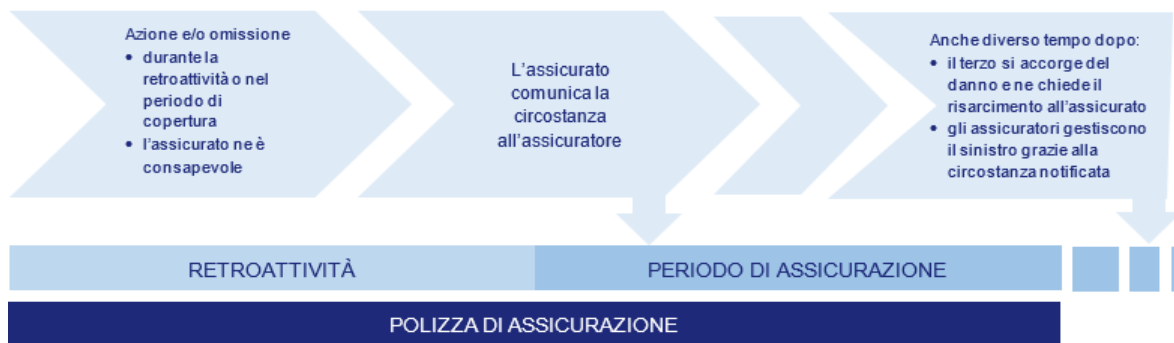 Azione e/o omissione
• durante la
retroattività o nel
periodo di
copertura
• l'assicurato ne è
consapevole
L'assicurato
comunica la
circostanza
all'assicuratore
Anche diverso tempo dopo:
• il terzo si accorge del
danno e ne chiede il
risarcimento all'assicurato
• gli assicuratori gestiscono
il sinistro grazie alla
circostanza notificata
RETROATTIVITÀ
PERIODO DI ASSICURAZIONE
POLIZZA DI ASSICURAZIONE